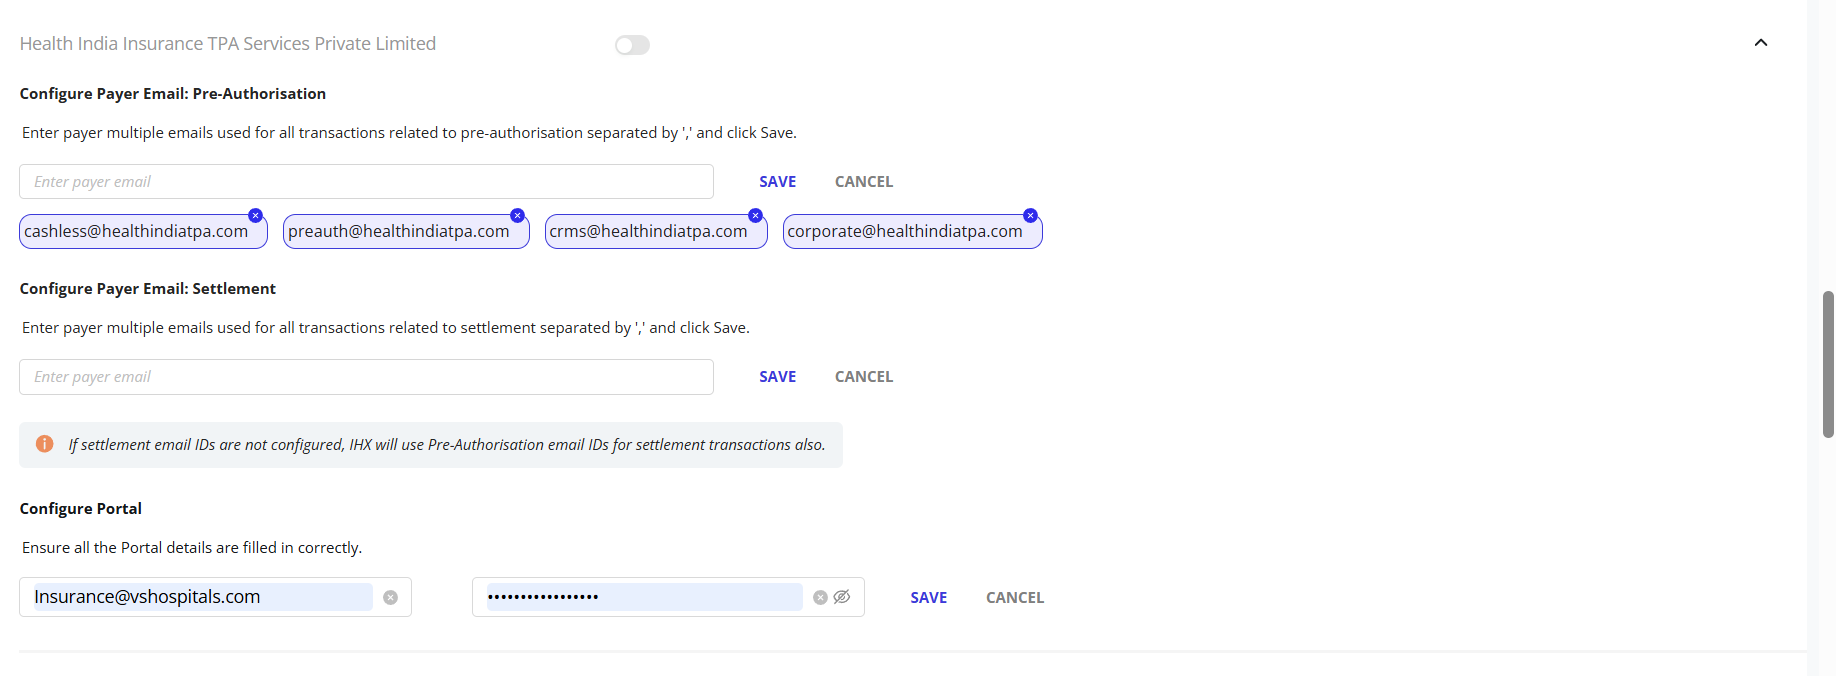 Health India Insurance TPA Services Private Limited
Configure Payer Email: Pre-Authorisation
Enter payer multiple emails used for all transactions related to pre-authorisation separated by ',' and click Save.
Enter payer email SAVE CANCEL
cashless@healthindiatpa.com preauth@healthindiatpa.com crms@healthindiatpa.com corporate@healthindiatpa.com
Configure Payer Email: Settlement
Enter payer multiple emails used for all transactions related to settlement separated by ',' and click Save.
Enter payer email SAVE CANCEL
If settlement email IDs are not configured, IHX will use Pre-Authorisation email IDs for settlement transactions also.
Configure Portal
Ensure all the Portal details are filled in correctly.
Insurance@vshospitals.com •••••••••••••••• SAVE CANCEL